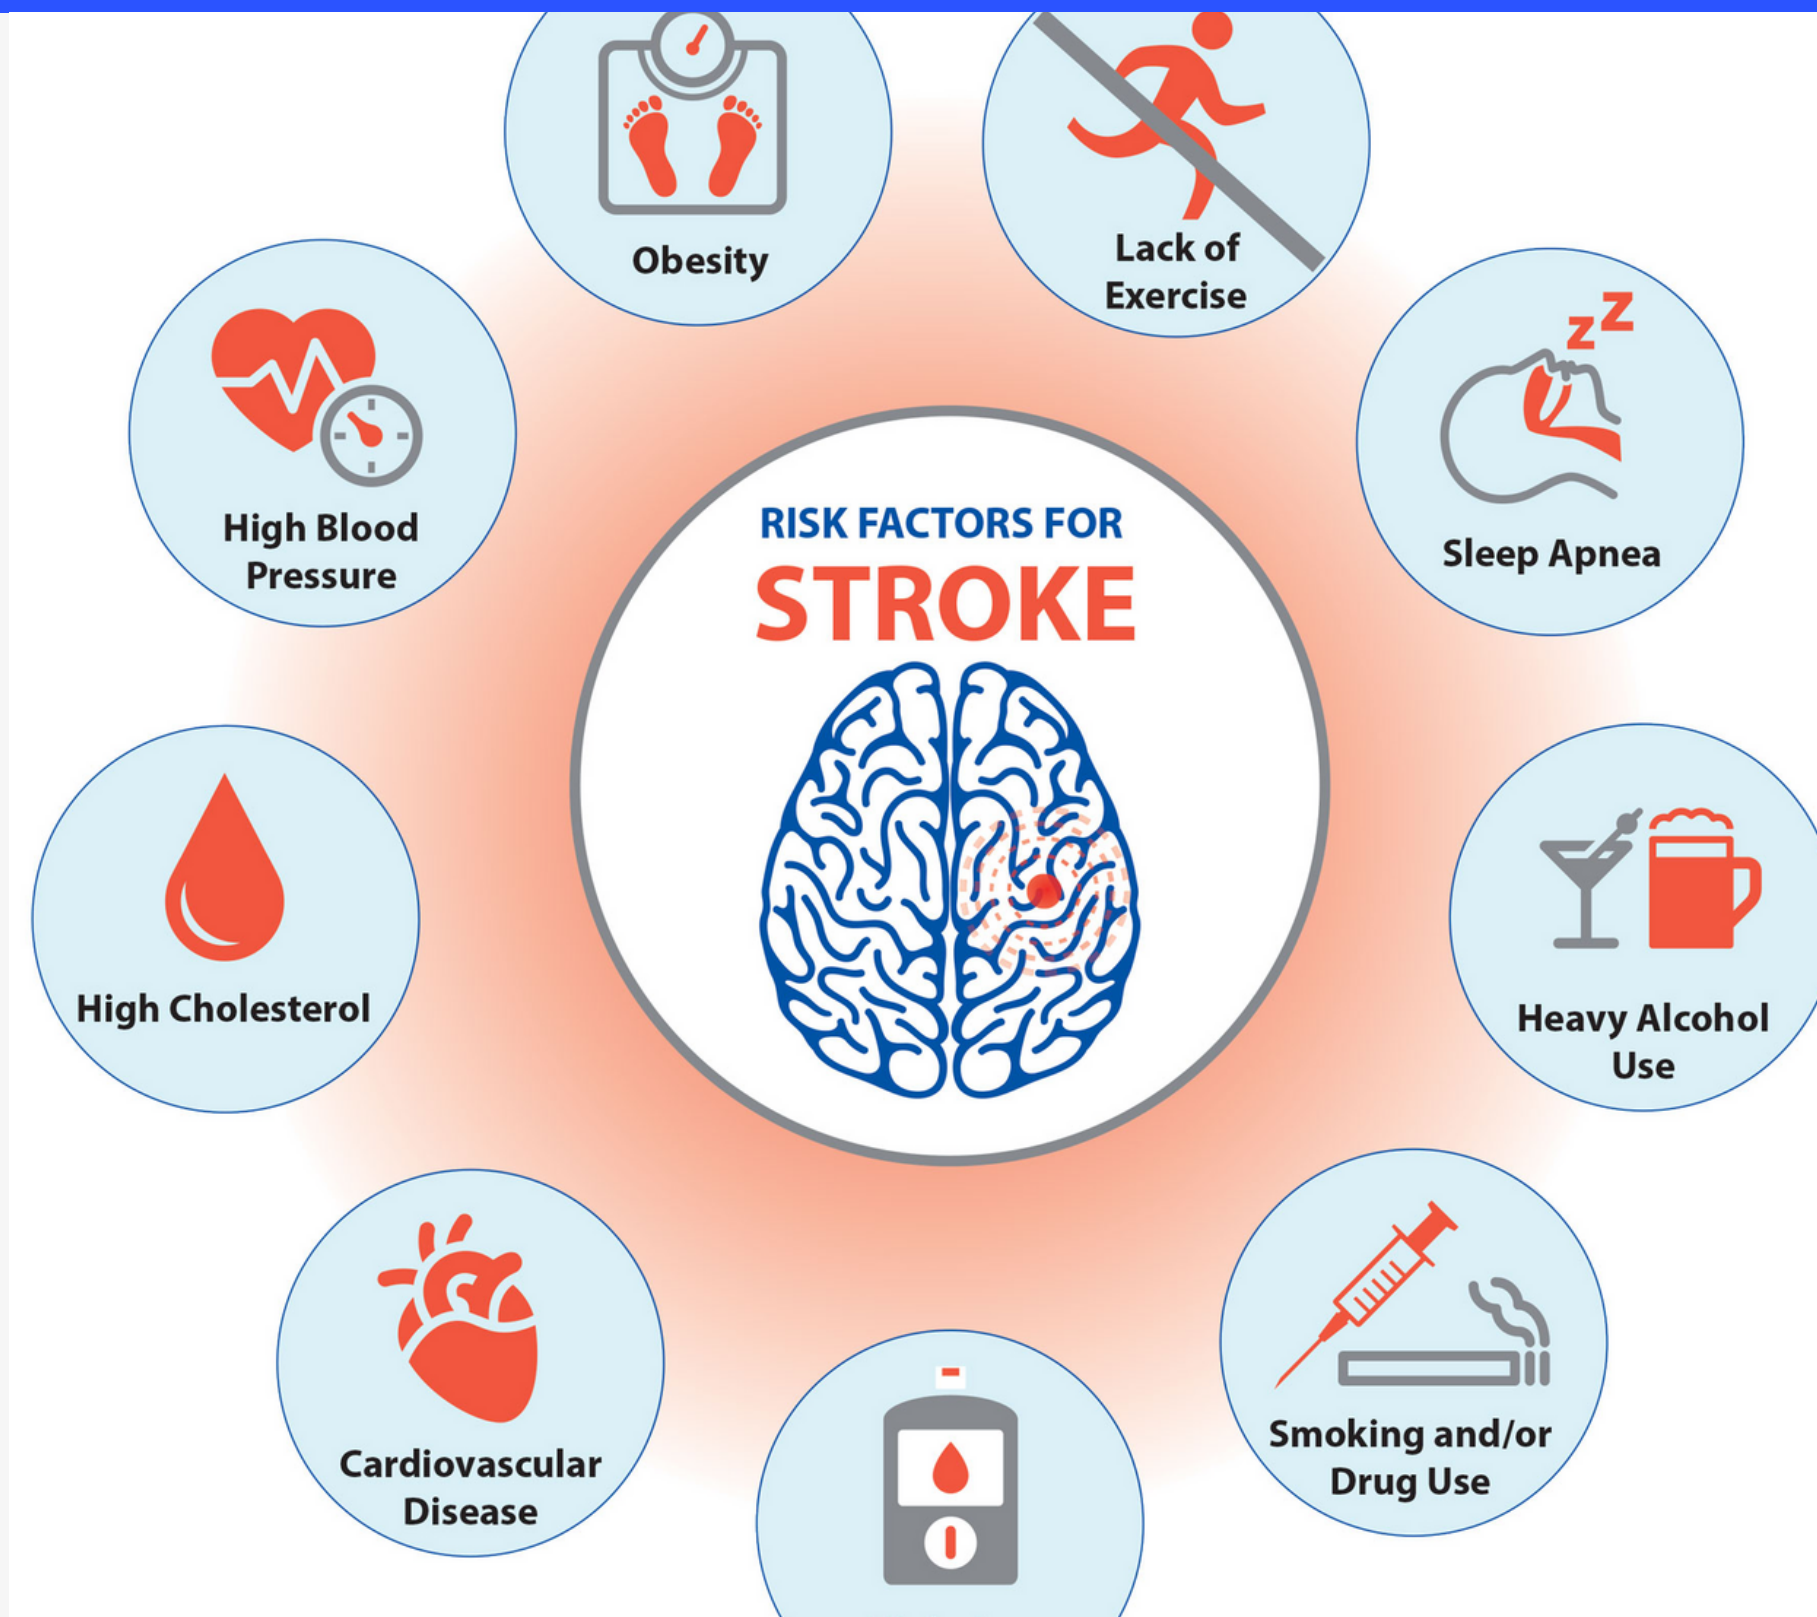 Obesity
Lack of
Exercise
High Blood
Pressure
zZ
Sleep Apnea
RISK FACTORS FOR
STROKE
High Cholesterol
Heavy Alcohol
Use
Cardiovascular
Disease
Smoking and/or
Drug Use